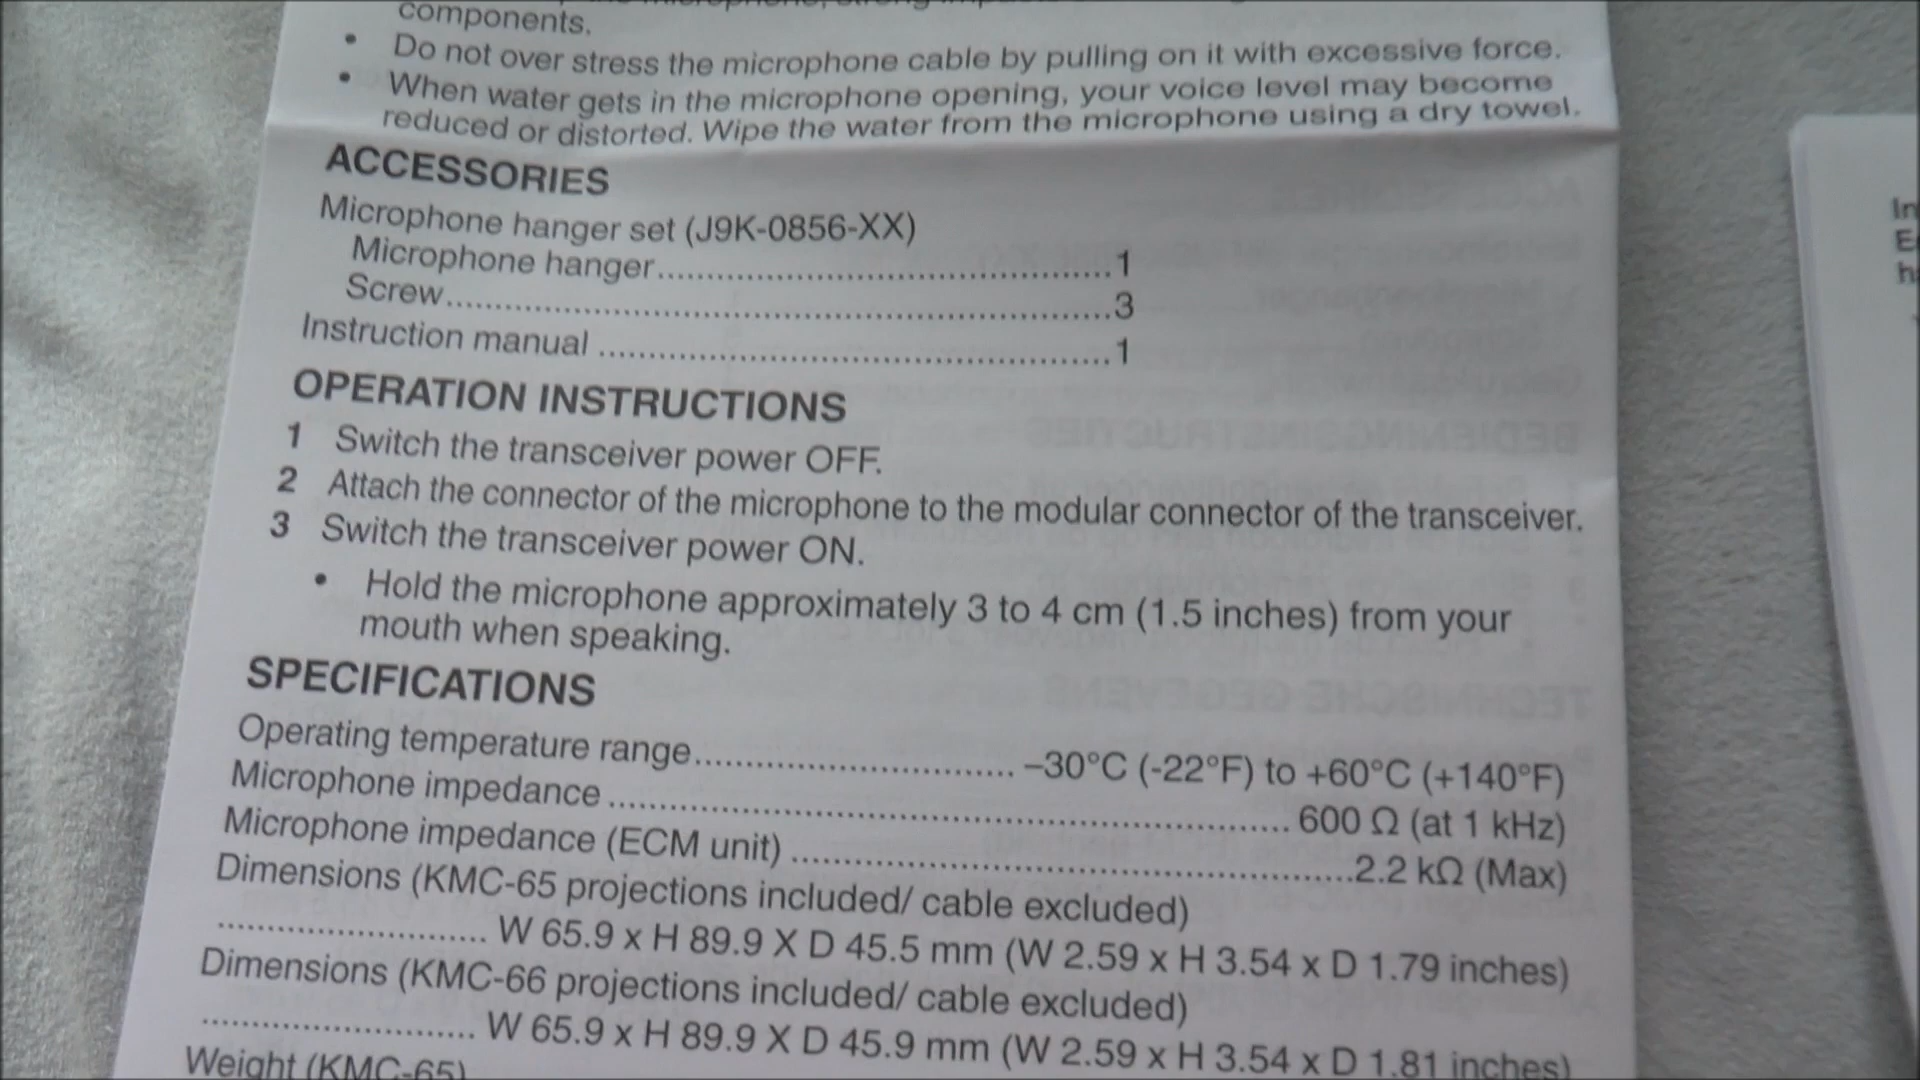 components.
• Do not over stress the microphone cable by pulling on it with excessive force.
• When water gets in the microphone opening, your voice level may become
reduced or distorted. Wipe the water from the microphone using a dry towel.
ACCESSORIES
Microphone hanger set (J9K-0856-XX)
Microphone hanger..........................................1
Screw..............................................................3
Instruction manual ................................................1
OPERATION INSTRUCTIONS
1 Switch the transceiver power OFF.
2 Attach the connector of the microphone to the modular connector of the transceiver.
3 Switch the transceiver power ON.
• Hold the microphone approximately 3 to 4 cm (1.5 inches) from your
mouth when speaking.
SPECIFICATIONS
Operating temperature range.............................. –30°C (-22°F) to +60°C (+140°F)
Microphone impedance ................................................................ 600 Ω (at 1 kHz)
Microphone impedance (ECM unit) .....................................................2.2 kΩ (Max)
Dimensions (KMC-65 projections included/ cable excluded)
.......................... W 65.9 x H 89.9 X D 45.5 mm (W 2.59 x H 3.54 x D 1.79 inches)
Dimensions (KMC-66 projections included/ cable excluded)
.......................... W 65.9 x H 89.9 X D 45.9 mm (W 2.59 x H 3.54 x D 1.81 inches)
Weight (KMC-65)